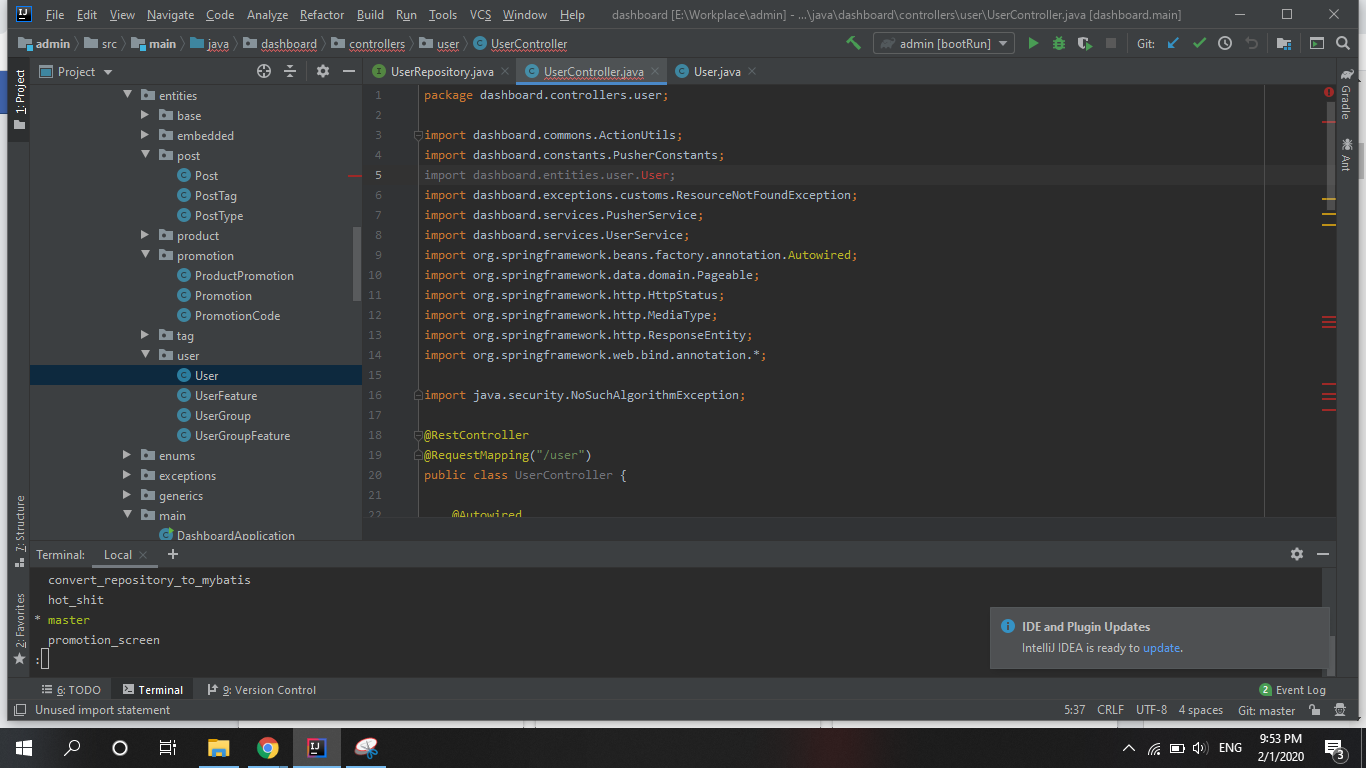 File Edit View Navigate Code Analyze Refactor Build Run Tools VCS Window Help dashboard [E:\Workplace\admin] - ...\java\dashboard\controllers\user\UserController.java [dashboard.main]
admin src main java dashboard controllers user UserController admin [bootRun] Git:
1: Project
Project
UserRepository.java UserController.java User.java
entities
base
embedded
post
Post
PostTag
PostType
product
promotion
ProductPromotion
Promotion
PromotionCode
tag
user
User
UserFeature
UserGroup
UserGroupFeature
enums
exceptions
generics
main
DashboardApplication
1 package dashboard.controllers.user;
2
3 import dashboard.commons.ActionUtils;
4 import dashboard.constants.PusherConstants;
5 import dashboard.entities.user.User;
6 import dashboard.exceptions.customs.ResourceNotFoundException;
7 import dashboard.services.PusherService;
8 import dashboard.services.UserService;
9 import org.springframework.beans.factory.annotation.Autowired;
10 import org.springframework.data.domain.Pageable;
11 import org.springframework.http.HttpStatus;
12 import org.springframework.http.MediaType;
13 import org.springframework.http.ResponseEntity;
14 import org.springframework.web.bind.annotation.*;
15
16 import java.security.NoSuchAlgorithmException;
17
18 @RestController
19 @RequestMapping("/user")
20 public class UserController {
21
22 @Autowired
Gradle
Ant
7: Structure
2: Favorites
Terminal: Local
convert_repository_to_mybatis
hot_shit
* master
promotion_screen
:
IDE and Plugin Updates
IntelliJ IDEA is ready to update.
6: TODO Terminal 9: Version Control 2 Event Log
Unused import statement 5:37 CRLF UTF-8 4 spaces Git: master
ENG
9:53 PM
2/1/2020
3